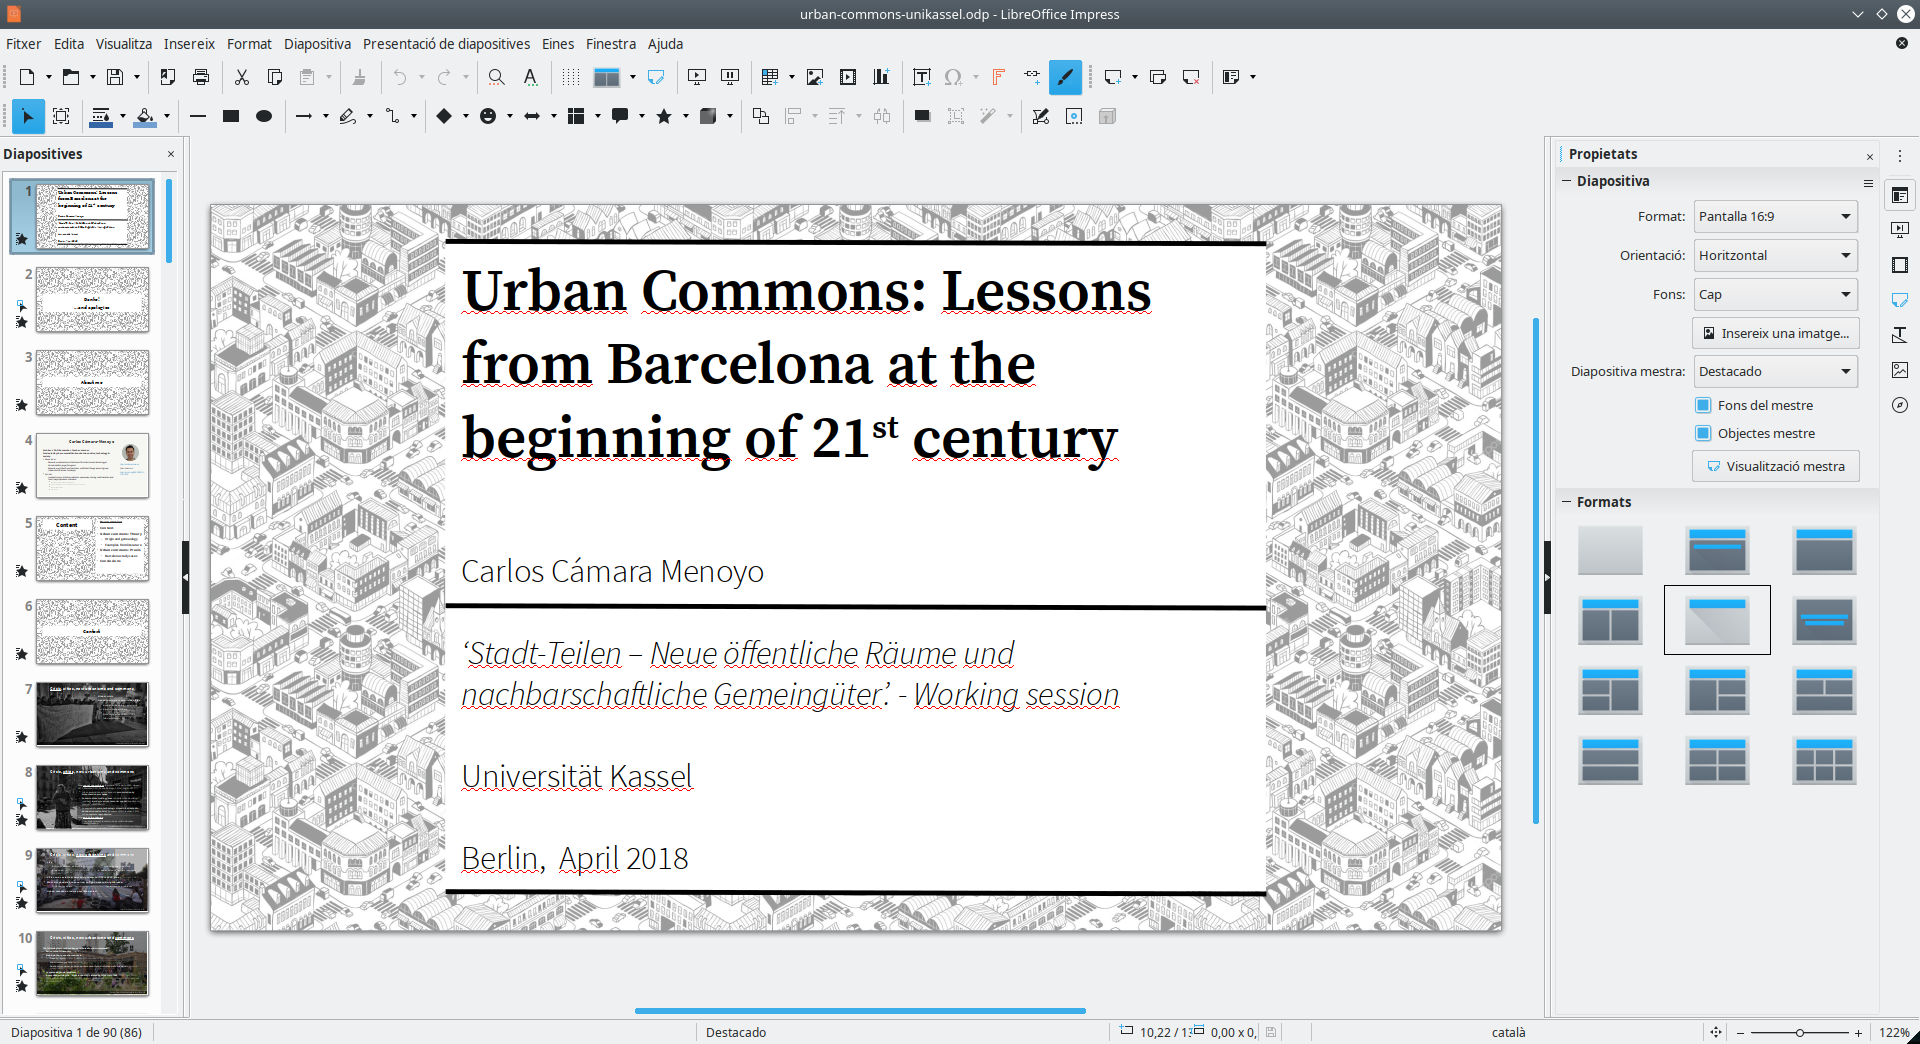 urban-commons-unikassel.odp - LibreOffice Impress
Fitxer Edita Visualitza Insereix Format Diapositiva Presentació de diapositives Eines Finestra Ajuda
Diapositives
1
2
3
4
5
Content
6
7
8
9
10
Urban Commons: Lessons
from Barcelona at the
beginning of 21st century
Carlos Cámara Menoyo
‘Stadt-Teilen – Neue öffentliche Räume und
nachbarschaftliche Gemeingüter’. - Working session
Universität Kassel
Berlin, April 2018
Propietats
Diapositiva
Format: Pantalla 16:9
Orientació: Horitzontal
Fons: Cap
Insereix una imatge...
Diapositiva mestra: Destacado
Fons del mestre
Objectes mestre
Visualització mestra
Formats
Diapositiva 1 de 90 (86)
Destacado
10,22 / 1
0,00 x 0,
català
122%